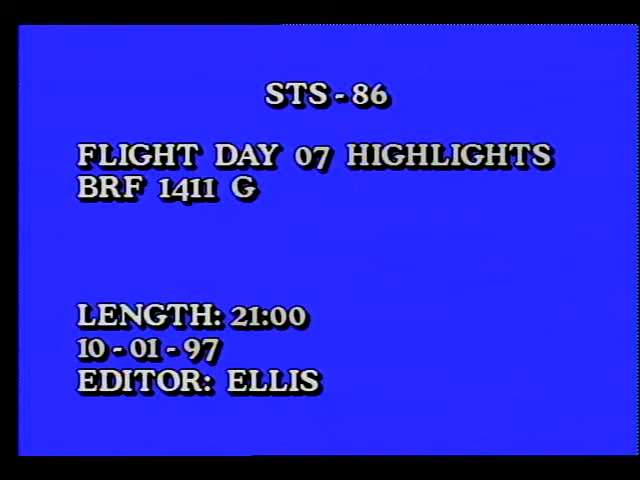 STS - 86
FLIGHT DAY 07 HIGHLIGHTS
BRF 1411 G
LENGTH: 21:00
10 - 01 - 97
EDITOR: ELLIS